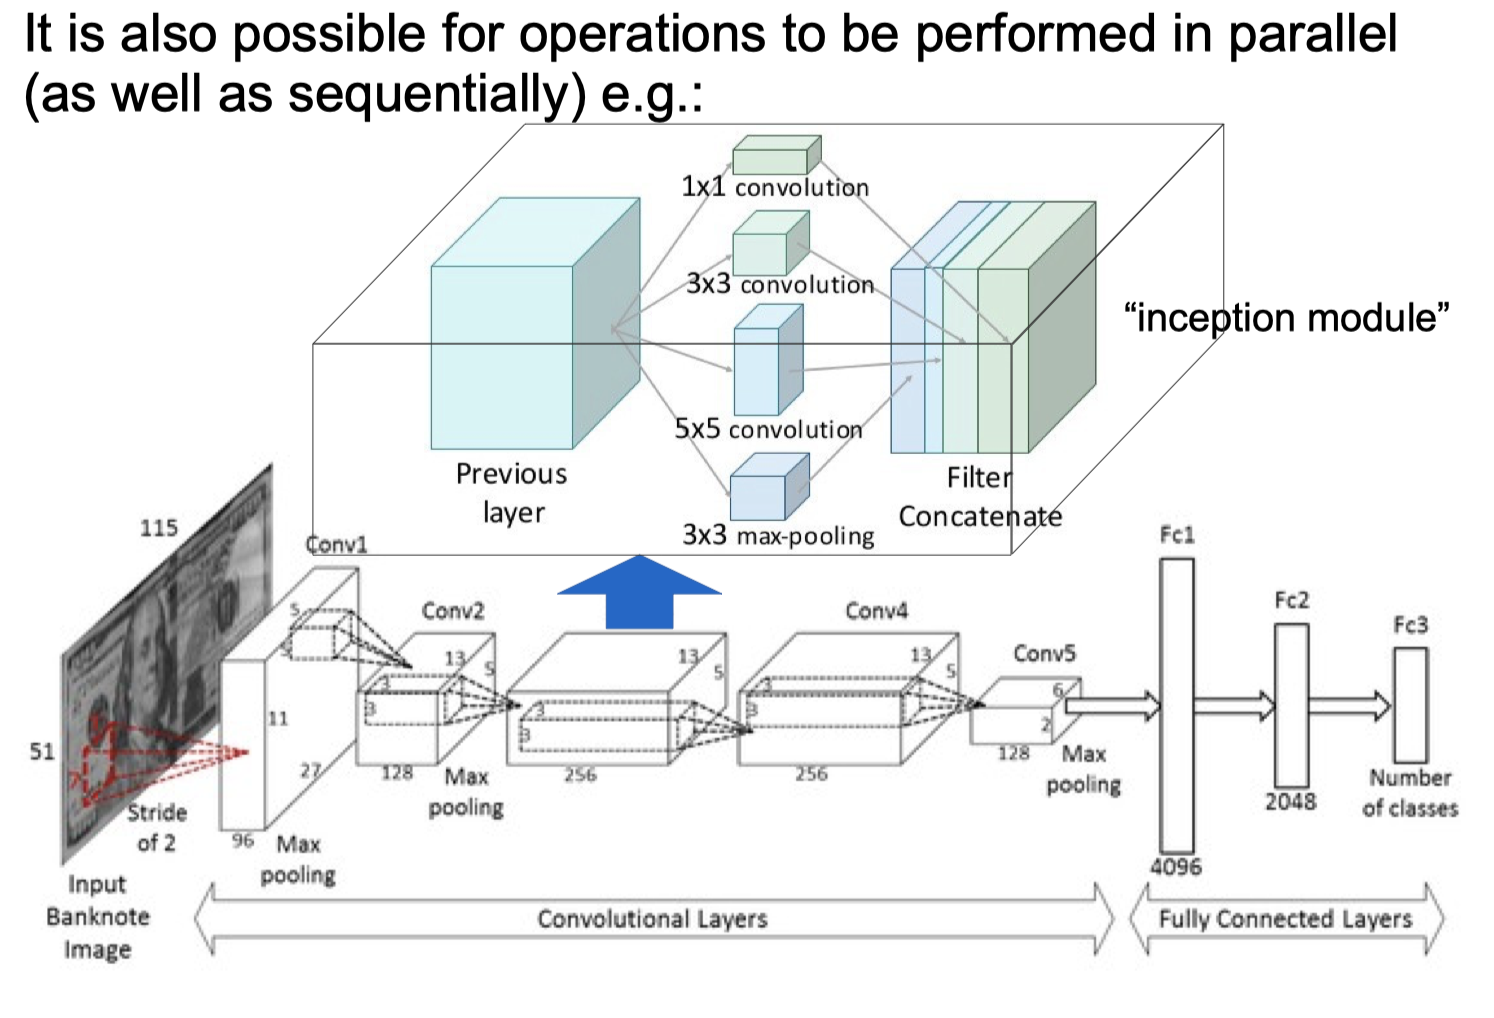 It is also possible for operations to be performed in parallel
(as well as sequentially) e.g.:
1x1 convolution
3x3 convolution
5x5 convolution
3x3 max-pooling
Previous
layer
Filter
Concatenate
“inception module”
115
51
Stride
of 2
Input
Banknote
Image
Conv1
5
11
27
96
Max
pooling
Conv2
13
5
3
3
128
Max
pooling
13
5
3
3
256
Conv4
13
5
3
3
256
Conv5
6
2
128
Max
pooling
Fc1
4096
Fc2
2048
Fc3
Number
of classes
Convolutional Layers
Fully Connected Layers